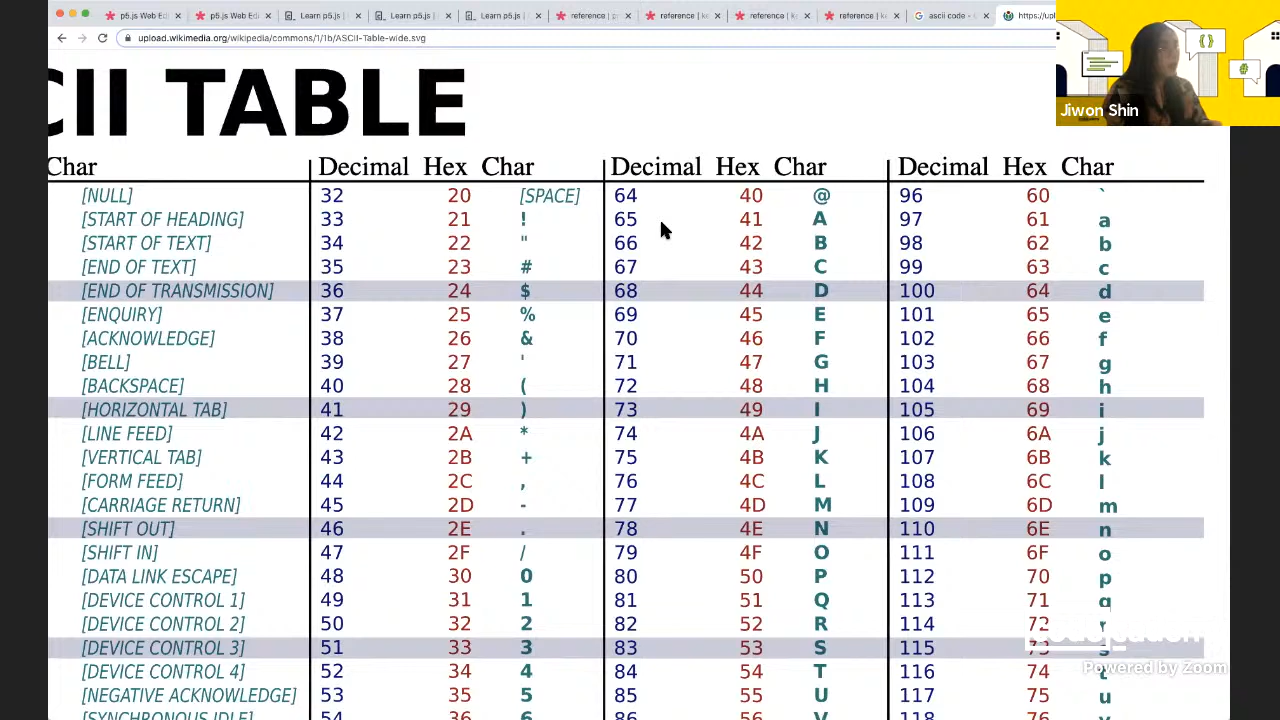 p5.js Web Edi
p5.js Web Edi
Learn p5.js |
Learn p5.js |
Learn p5.js |
reference | p
reference | ke
reference | ke
reference | ke
ascii code - G
https://upl
upload.wikimedia.org/wikipedia/commons/1/1b/ASCII-Table-wide.svg
{}
#
Jiwon Shin
CII TABLE
Char Decimal Hex Char Decimal Hex Char Decimal Hex Char
[NULL] 32 20 [SPACE] 64 40 @ 96 60 `
[START OF HEADING] 33 21 ! 65 41 A 97 61 a
[START OF TEXT] 34 22 " 66 42 B 98 62 b
[END OF TEXT] 35 23 # 67 43 C 99 63 c
[END OF TRANSMISSION] 36 24 $ 68 44 D 100 64 d
[ENQUIRY] 37 25 % 69 45 E 101 65 e
[ACKNOWLEDGE] 38 26 & 70 46 F 102 66 f
[BELL] 39 27 ' 71 47 G 103 67 g
[BACKSPACE] 40 28 ( 72 48 H 104 68 h
[HORIZONTAL TAB] 41 29 ) 73 49 I 105 69 i
[LINE FEED] 42 2A * 74 4A J 106 6A j
[VERTICAL TAB] 43 2B + 75 4B K 107 6B k
[FORM FEED] 44 2C , 76 4C L 108 6C l
[CARRIAGE RETURN] 45 2D - 77 4D M 109 6D m
[SHIFT OUT] 46 2E . 78 4E N 110 6E n
[SHIFT IN] 47 2F / 79 4F O 111 6F o
[DATA LINK ESCAPE] 48 30 0 80 50 P 112 70 p
[DEVICE CONTROL 1] 49 31 1 81 51 Q 113 71 q
[DEVICE CONTROL 2] 50 32 2 82 52 R 114 72 r
[DEVICE CONTROL 3] 51 33 3 83 53 S 115 73 s
[DEVICE CONTROL 4] 52 34 4 84 54 T 116 74 t
Powered by Zoom
[NEGATIVE ACKNOWLEDGE] 53 35 5 85 55 U 117 75 u
[SYNCHRONOUS IDLE] 54 36 6 86 56 V 118 76 v